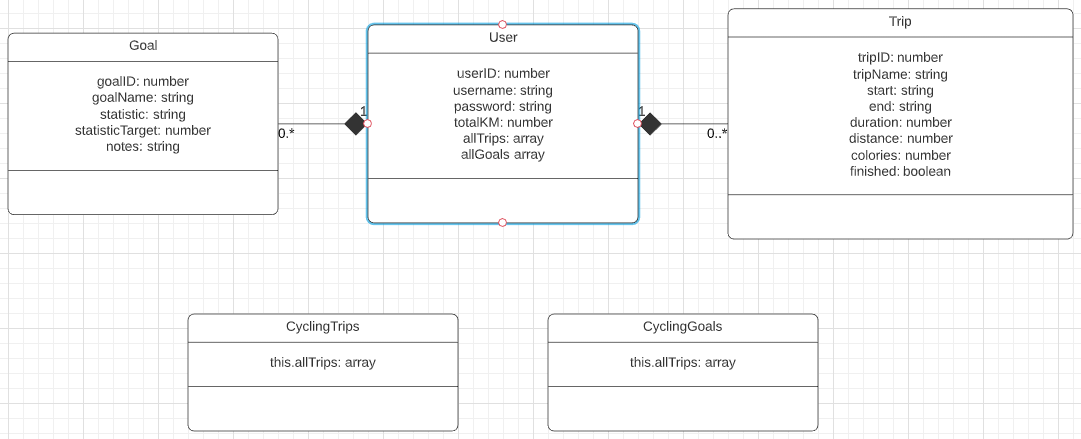 Goal
goalID: number
goalName: string
statistic: string
statisticTarget: number
notes: string
0.*
1
User
userID: number
username: string
password: string
totalKM: number
allTrips: array
allGoals array
1
0..*
Trip
tripID: number
tripName: string
start: string
end: string
duration: number
distance: number
colories: number
finished: boolean
CyclingTrips
this.allTrips: array
CyclingGoals
this.allTrips: array